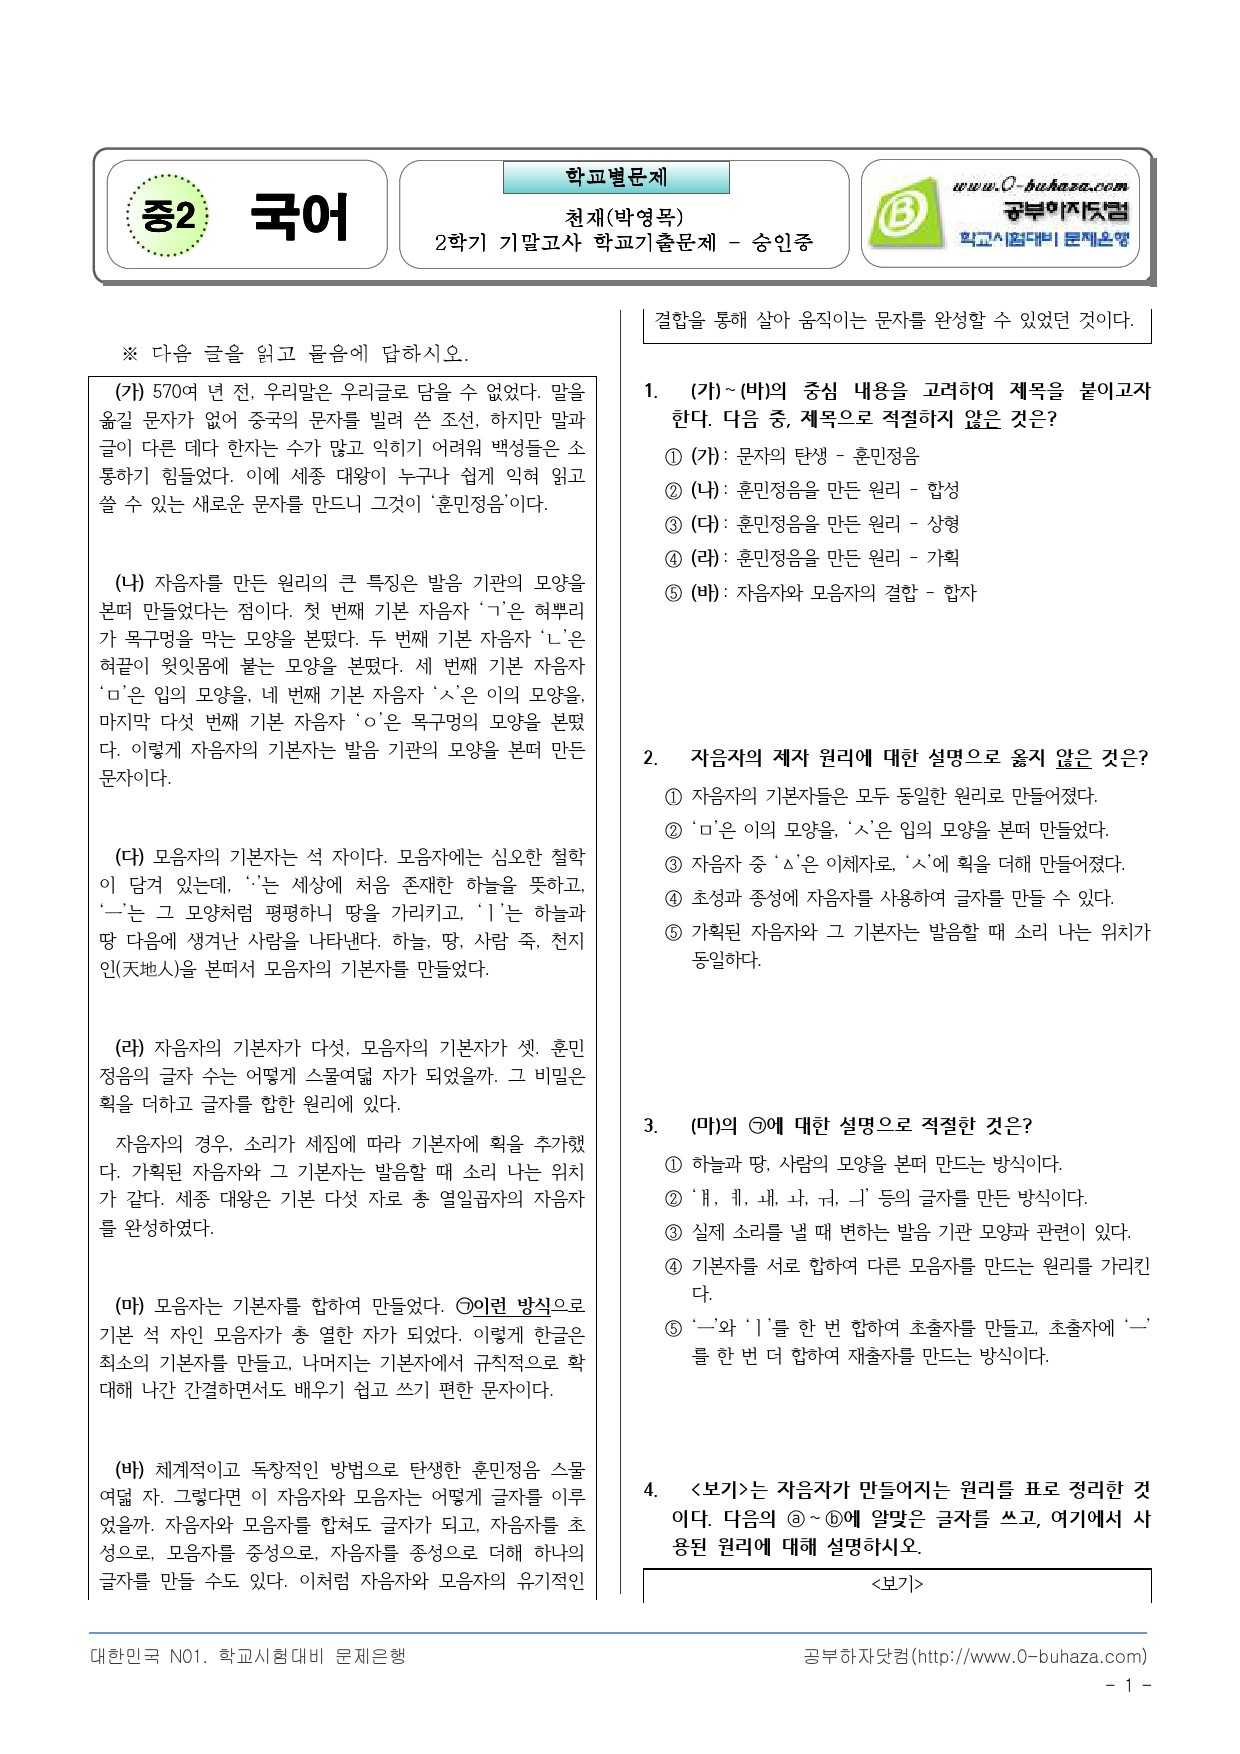 중2
국어
학교별문제
천재(박영목)
2학기 기말고사 학교기출문제 - 숭인중
www.0-buhaza.com
공부하자닷컴
학교시험대비 문제은행
※ 다음 글을 읽고 물음에 답하시오.
(가) 570여 년 전, 우리말은 우리글로 담을 수 없었다. 말을
옮길 문자가 없어 중국의 문자를 빌려 쓴 조선, 하지만 말과
글이 다른 데다 한자는 수가 많고 익히기 어려워 백성들은 소
통하기 힘들었다. 이에 세종 대왕이 누구나 쉽게 익혀 읽고
쓸 수 있는 새로운 문자를 만드니 그것이 ‘훈민정음’이다.
(나) 자음자를 만든 원리의 큰 특징은 발음 기관의 모양을
본떠 만들었다는 점이다. 첫 번째 기본 자음자 ‘ㄱ’은 혀뿌리
가 목구멍을 막는 모양을 본떴다. 두 번째 기본 자음자 ‘ㄴ’은
혀끝이 윗잇몸에 붙는 모양을 본떴다. 세 번째 기본 자음자
‘ㅁ’은 입의 모양을, 네 번째 기본 자음자 ‘ㅅ’은 이의 모양을,
마지막 다섯 번째 기본 자음자 ‘ㅇ’은 목구멍의 모양을 본떴
다. 이렇게 자음자의 기본자는 발음 기관의 모양을 본떠 만든
문자이다.
(다) 모음자의 기본자는 석 자이다. 모음자에는 심오한 철학
이 담겨 있는데, ‘·’는 세상에 처음 존재한 하늘을 뜻하고,
‘ㅡ’는 그 모양처럼 평평하니 땅을 가리키고, ‘ㅣ’는 하늘과
땅 다음에 생겨난 사람을 나타낸다. 하늘, 땅, 사람 죽, 천지
인(天地人)을 본떠서 모음자의 기본자를 만들었다.
(라) 자음자의 기본자가 다섯, 모음자의 기본자가 셋. 훈민
정음의 글자 수는 어떻게 스물여덟 자가 되었을까. 그 비밀은
획을 더하고 글자를 합한 원리에 있다.
자음자의 경우, 소리가 세짐에 따라 기본자에 획을 추가했
다. 가획된 자음자와 그 기본자는 발음할 때 소리 나는 위치
가 같다. 세종 대왕은 기본 다섯 자로 총 열일곱자의 자음자
를 완성하였다.
(마) 모음자는 기본자를 합하여 만들었다. ㉠이런 방식으로
기본 석 자인 모음자가 총 열한 자가 되었다. 이렇게 한글은
최소의 기본자를 만들고, 나머지는 기본자에서 규칙적으로 확
대해 나간 간결하면서도 배우기 쉽고 쓰기 편한 문자이다.
(바) 체계적이고 독창적인 방법으로 탄생한 훈민정음 스물
여덟 자. 그렇다면 이 자음자와 모음자는 어떻게 글자를 이루
었을까. 자음자와 모음자를 합쳐도 글자가 되고, 자음자를 초
성으로, 모음자를 중성으로, 자음자를 종성으로 더해 하나의
글자를 만들 수도 있다. 이처럼 자음자와 모음자의 유기적인
결합을 통해 살아 움직이는 문자를 완성할 수 있었던 것이다.
1. (가)~(바)의 중심 내용을 고려하여 제목을 붙이고자
한다. 다음 중, 제목으로 적절하지 않은 것은?
① (가): 문자의 탄생 - 훈민정음
② (나): 훈민정음을 만든 원리 - 합성
③ (다): 훈민정음을 만든 원리 - 상형
④ (라): 훈민정음을 만든 원리 - 가획
⑤ (바): 자음자와 모음자의 결합 - 합자
2. 자음자의 제자 원리에 대한 설명으로 옳지 않은 것은?
① 자음자의 기본자들은 모두 동일한 원리로 만들어졌다.
② ‘ㅁ’은 이의 모양을, ‘ㅅ’은 입의 모양을 본떠 만들었다.
③ 자음자 중 ‘ㅿ’은 이체자로, ‘ㅅ’에 획을 더해 만들어졌다.
④ 초성과 종성에 자음자를 사용하여 글자를 만들 수 있다.
⑤ 가획된 자음자와 그 기본자는 발음할 때 소리 나는 위치가
동일하다.
3. (마)의 ㉠에 대한 설명으로 적절한 것은?
① 하늘과 땅, 사람의 모양을 본떠 만드는 방식이다.
② ‘ㅒ, ㅖ, ㅙ, ㅘ, ㅝ, ㅢ’ 등의 글자를 만든 방식이다.
③ 실제 소리를 낼 때 변하는 발음 기관 모양과 관련이 있다.
④ 기본자를 서로 합하여 다른 모음자를 만드는 원리를 가리킨
다.
⑤ ‘ㅡ’와 ‘ㅣ’를 한 번 합하여 초출자를 만들고, 초출자에 ‘ㅡ’
를 한 번 더 합하여 재출자를 만드는 방식이다.
4. <보기>는 자음자가 만들어지는 원리를 표로 정리한 것
이다. 다음의 ⓐ~ⓑ에 알맞은 글자를 쓰고, 여기에서 사
용된 원리에 대해 설명하시오.
<보기>
대한민국 N01. 학교시험대비 문제은행
공부하자닷컴(http://www.0-buhaza.com)
- 1 -